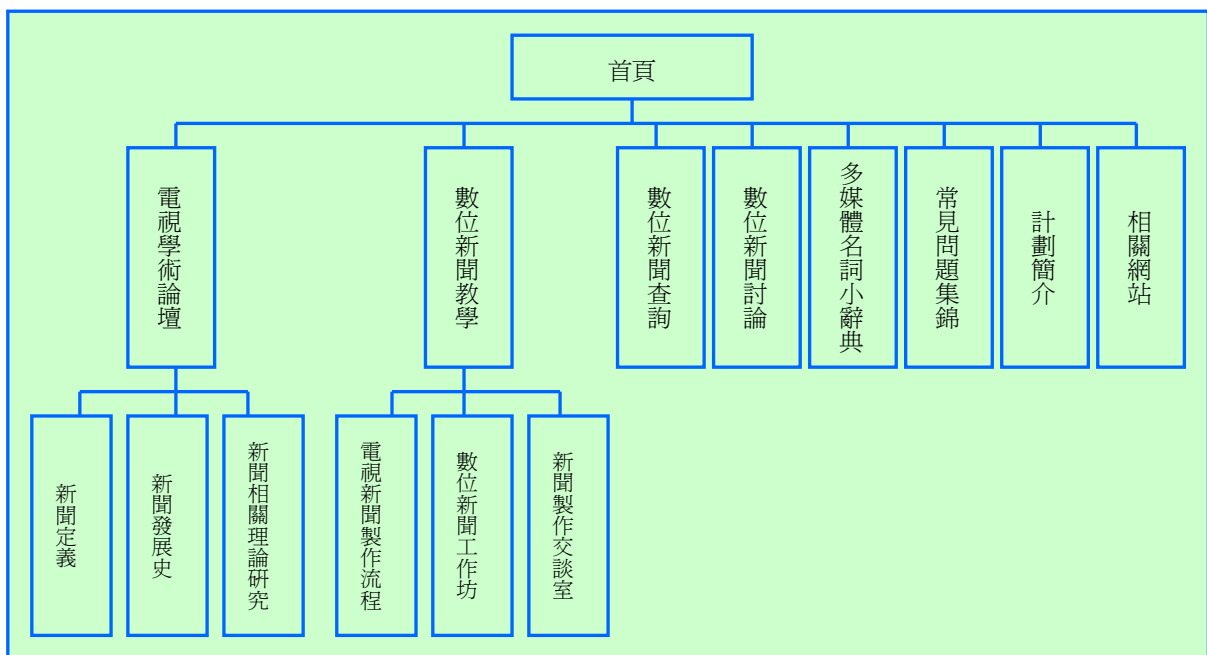 首頁
電視學術論壇
數位新聞教學
數位新聞查詢
數位新聞討論
多媒體名詞小辭典
常見問題集錦
計劃簡介
相關網站
新聞定義
新聞發展史
新聞相關理論研究
電視新聞製作流程
數位新聞工作坊
新聞製作交談室